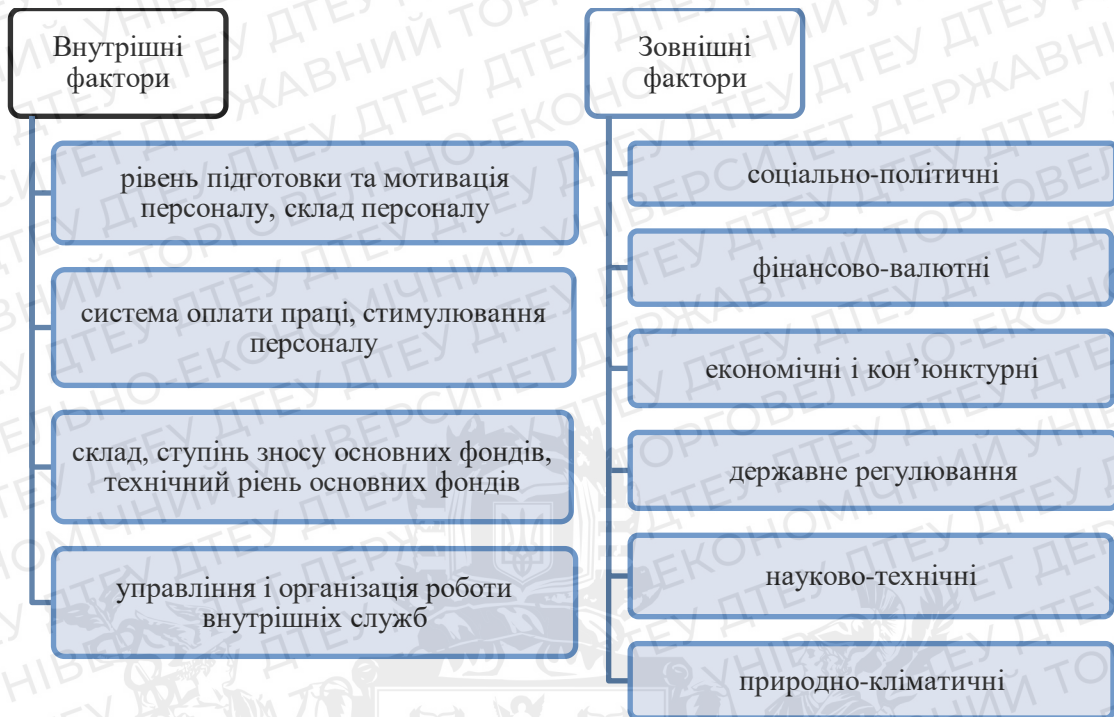 Внутрішні
фактори
рівень підготовки та мотивація
персоналу, склад персоналу
система оплати праці, стимулювання
персоналу
склад, ступінь зносу основних фондів,
технічний ріень основних фондів
управління і організація роботи
внутрішніх служб
Зовнішні
фактори
соціально-політичні
фінансово-валютні
економічні і кон’юнктурні
державне регулювання
науково-технічні
природно-кліматичні